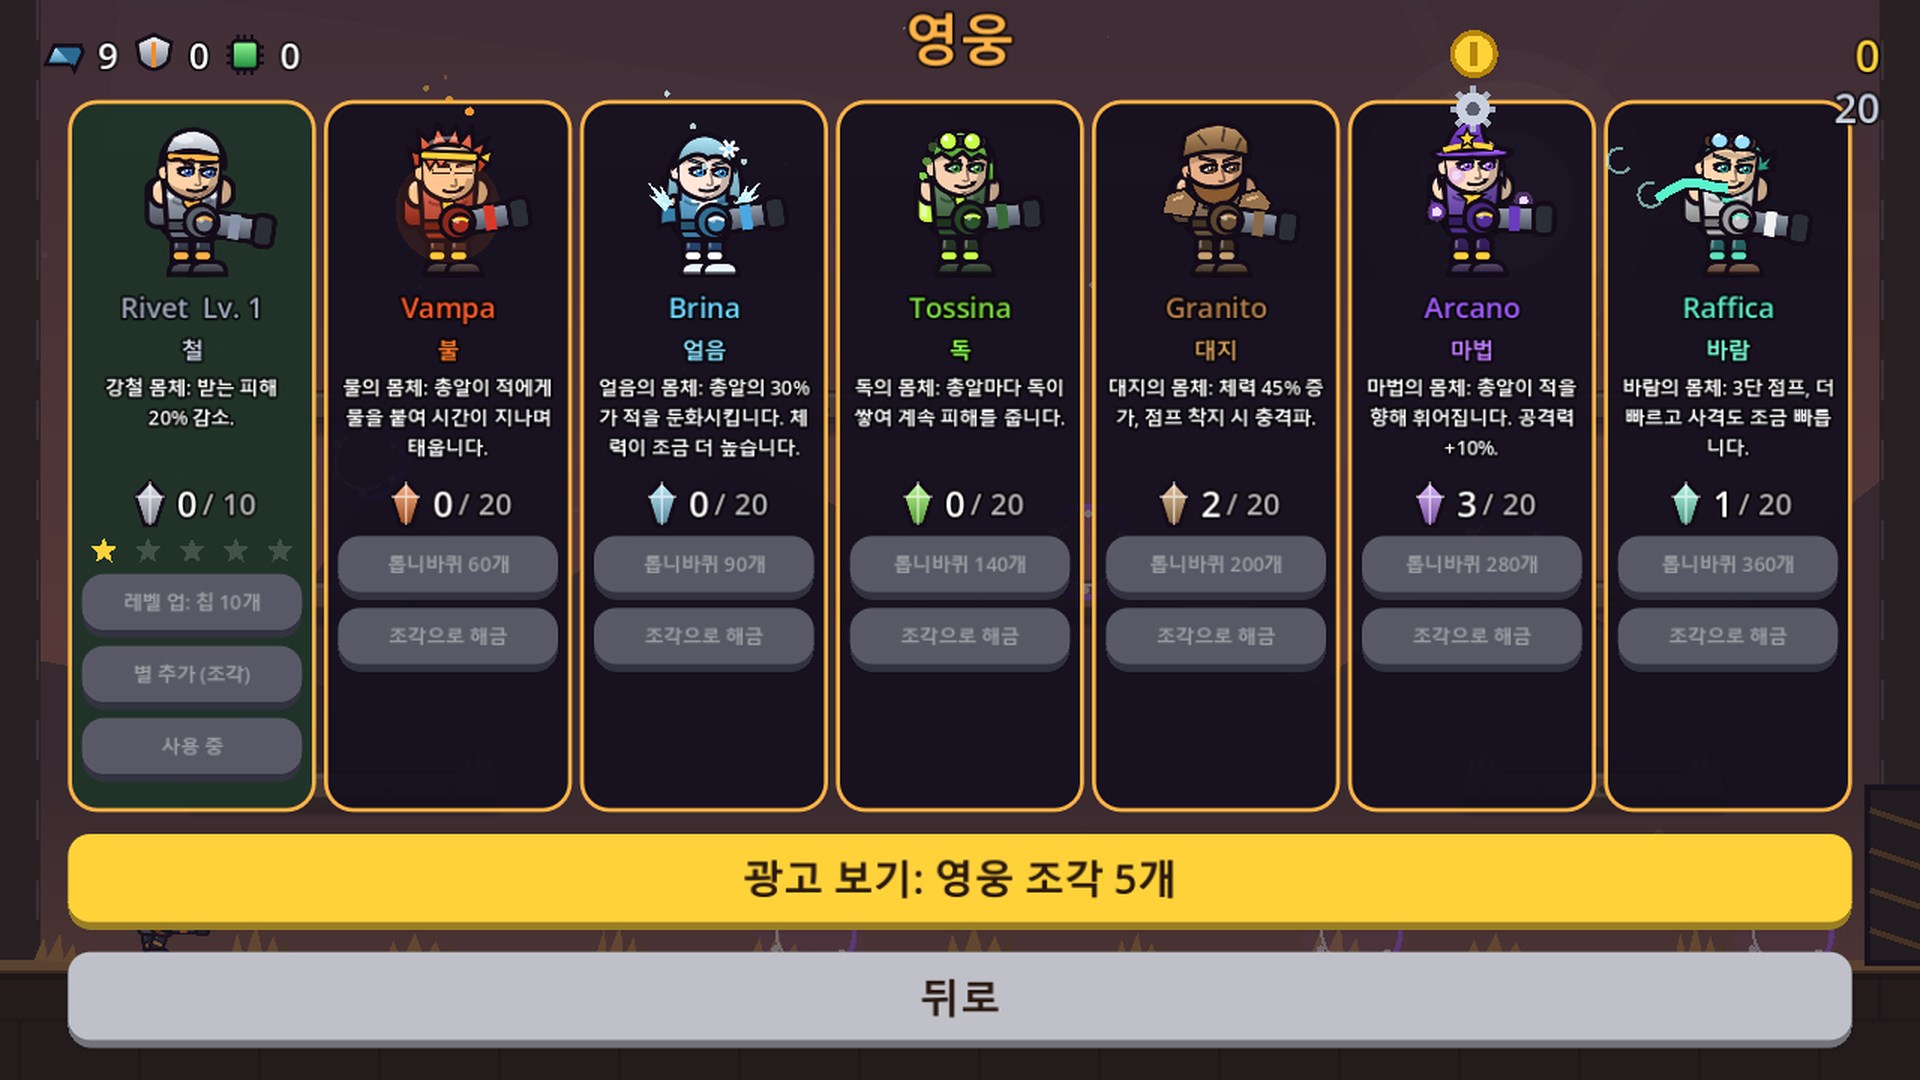 영웅
9 0 0
0
20
Rivet Lv. 1
철
강철 몸체: 받는 피해
20% 감소.
0 / 10
레벨 업: 칩 10개
별 추가 (조각)
사용 중
Vampa
불
불의 몸체: 총알이 적에게
불을 붙여 시간이 지나며
태웁니다.
0 / 20
톱니바퀴 60개
조각으로 해금
Brina
얼음
얼음의 몸체: 총알의 30%
가 적을 둔화시킵니다. 체
력이 조금 더 높습니다.
0 / 20
톱니바퀴 90개
조각으로 해금
Tossina
독
독의 몸체: 총알마다 독이
쌓여 계속 피해를 줍니다.
0 / 20
톱니바퀴 140개
조각으로 해금
Granito
대지
대지의 몸체: 체력 45% 증
가, 점프 착지 시 충격파.
2 / 20
톱니바퀴 200개
조각으로 해금
Arcano
마법
마법의 몸체: 총알이 적을
향해 휘어집니다. 공격력
+10%.
3 / 20
톱니바퀴 280개
조각으로 해금
Raffica
바람
바람의 몸체: 3단 점프, 더
빠르고 사격도 조금 빠릅
니다.
1 / 20
톱니바퀴 360개
조각으로 해금
광고 보기: 영웅 조각 5개
뒤로